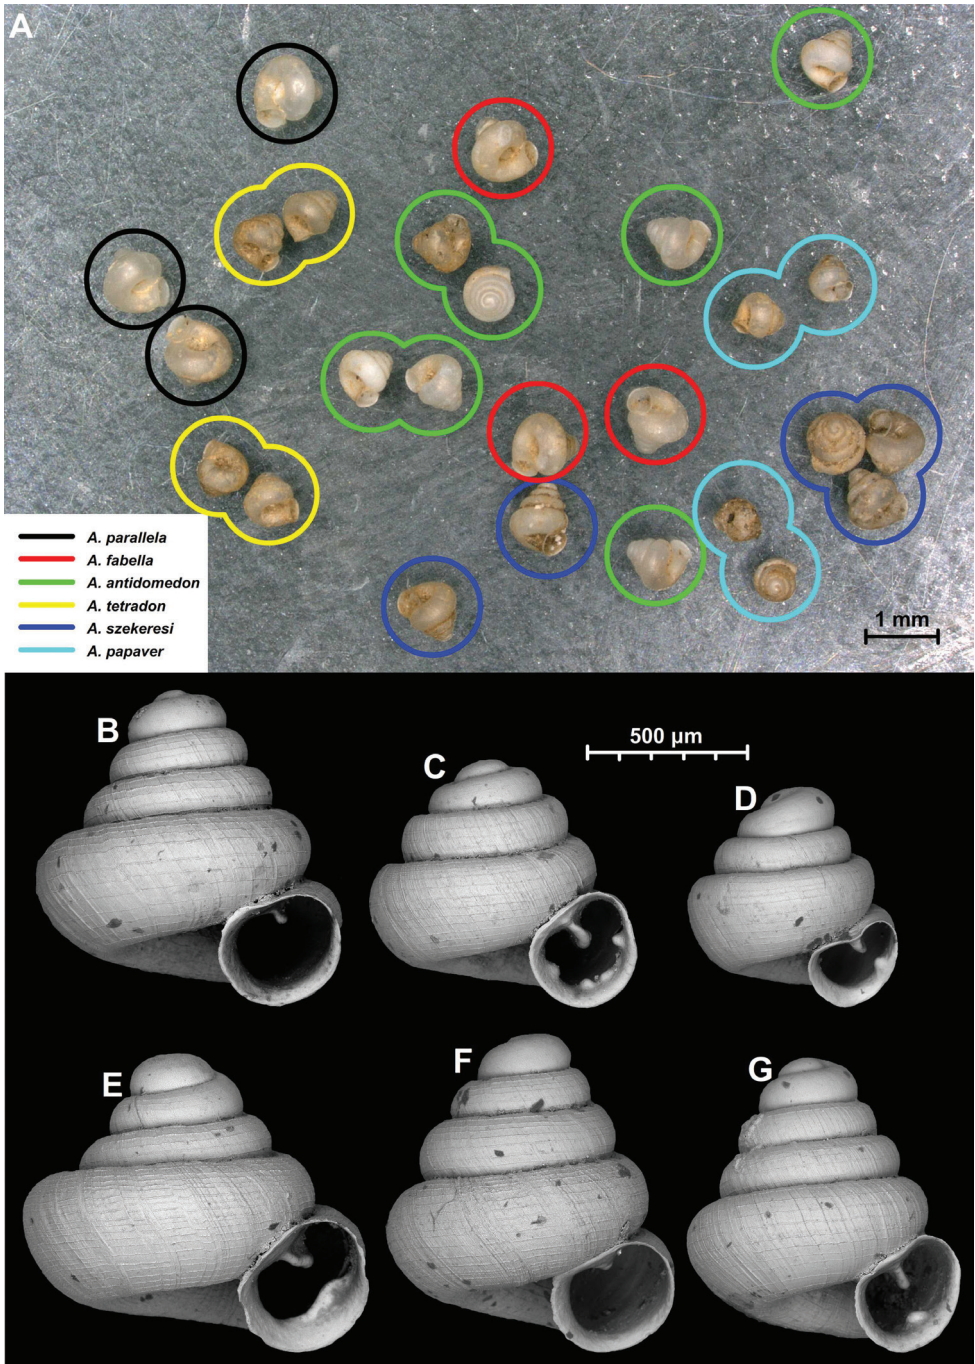 A
A. parallela
A. fabella
A. antidomedon
A. tetradon
A. szekeresi
A. papaver
1 mm
B
C
500 µm
D
E
F
G